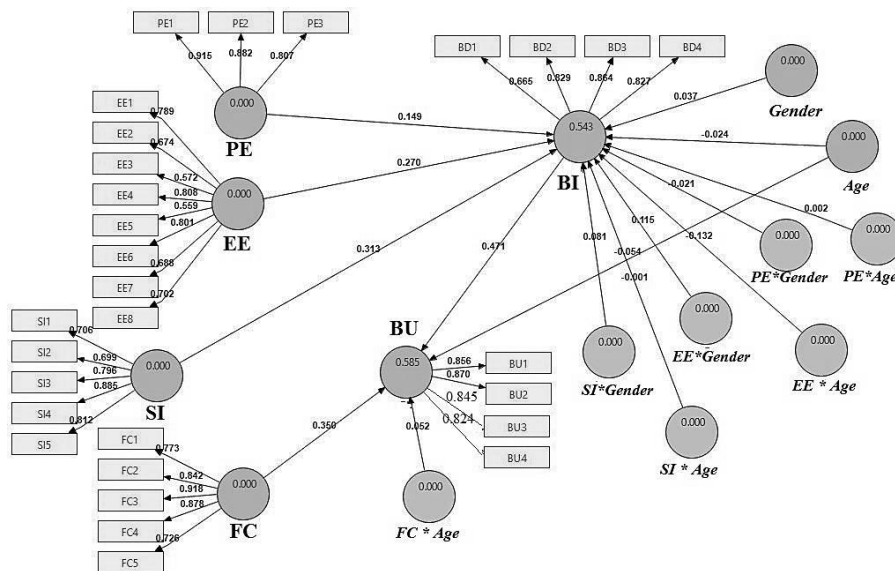 PE1
PE2
PE3
0.915
0.882
0.807
0.000
PE
BD1
BD2
BD3
BD4
0.665
0.829
0.864
0.827
0.543
BI
0.000
Gender
0.037
0.000
Age
-0.024
EE1
EE2
EE3
EE4
EE5
EE6
EE7
EE8
0.789
0.674
0.572
0.806
0.559
0.801
0.688
0.702
0.000
EE
0.149
0.270
0.313
0.471
-0.021
0.002
0.115
-0.132
0.081
-0.054
-0.001
0.000
PE*Gender
0.000
PE*Age
0.000
EE*Gender
0.000
EE * Age
0.000
SI*Gender
0.000
SI * Age
SI1
SI2
SI3
SI4
SI5
0.706
0.699
0.796
0.885
0.812
0.000
SI
BU
0.585
0.856
0.870
0.845
0.824
BU1
BU2
BU3
BU4
0.350
0.052
FC1
FC2
FC3
FC4
FC5
0.773
0.842
0.918
0.878
0.726
0.000
FC
0.000
FC * Age